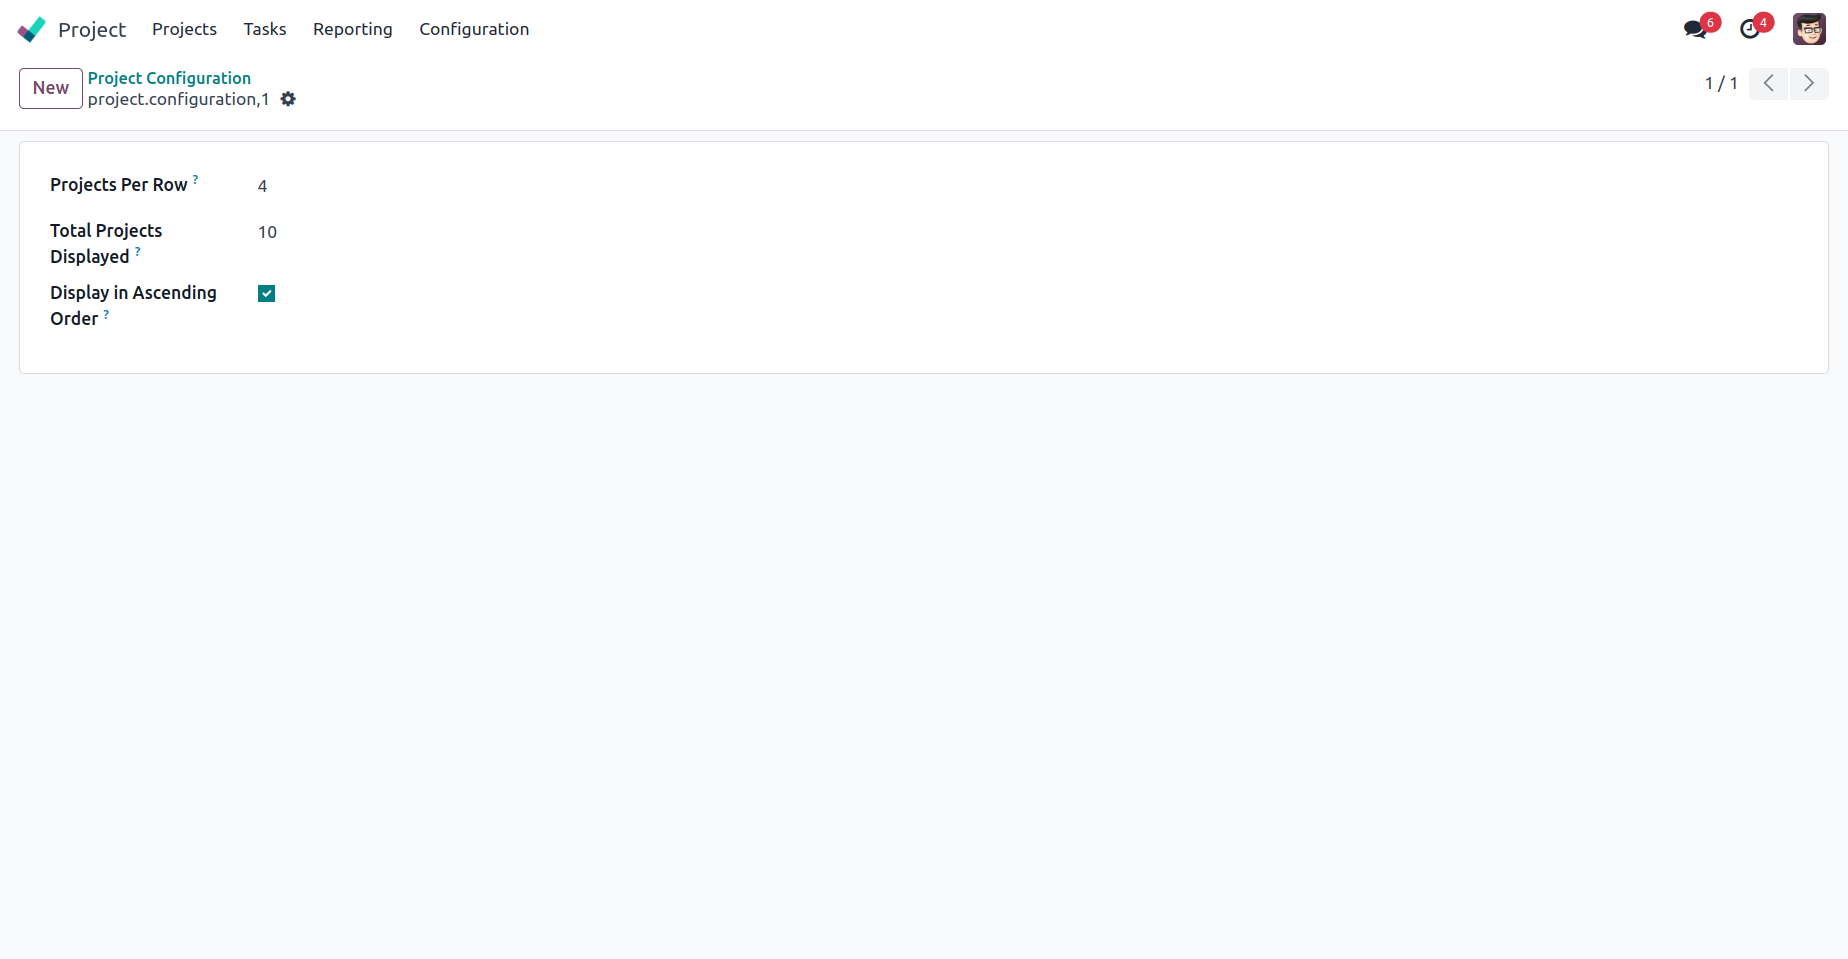 Project Projects Tasks Reporting Configuration 6 4
New Project Configuration
project.configuration,1 1 / 1
Projects Per Row ? 4
Total Projects 10
Displayed ?
Display in Ascending
Order ?